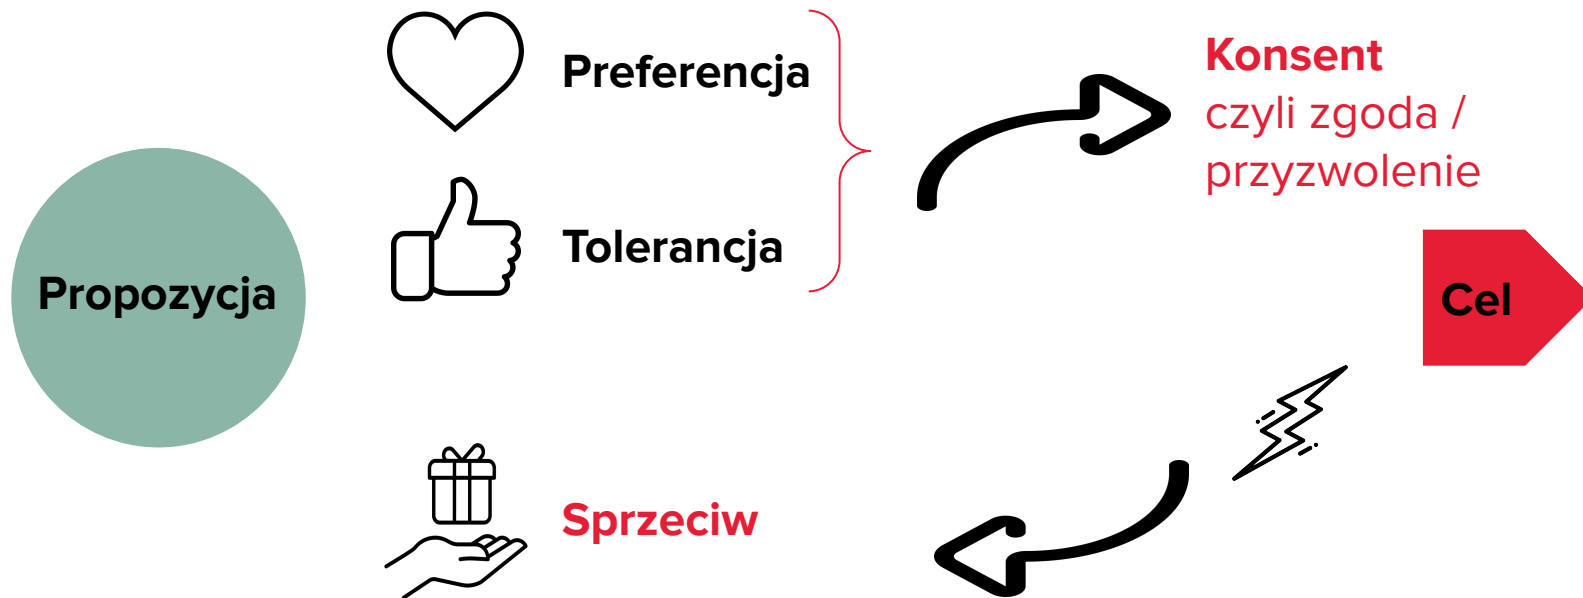 Propozycja
Preferencja
Tolerancja
Sprzeciw
Konsent
czyli zgoda /
przyzwolenie
Cel